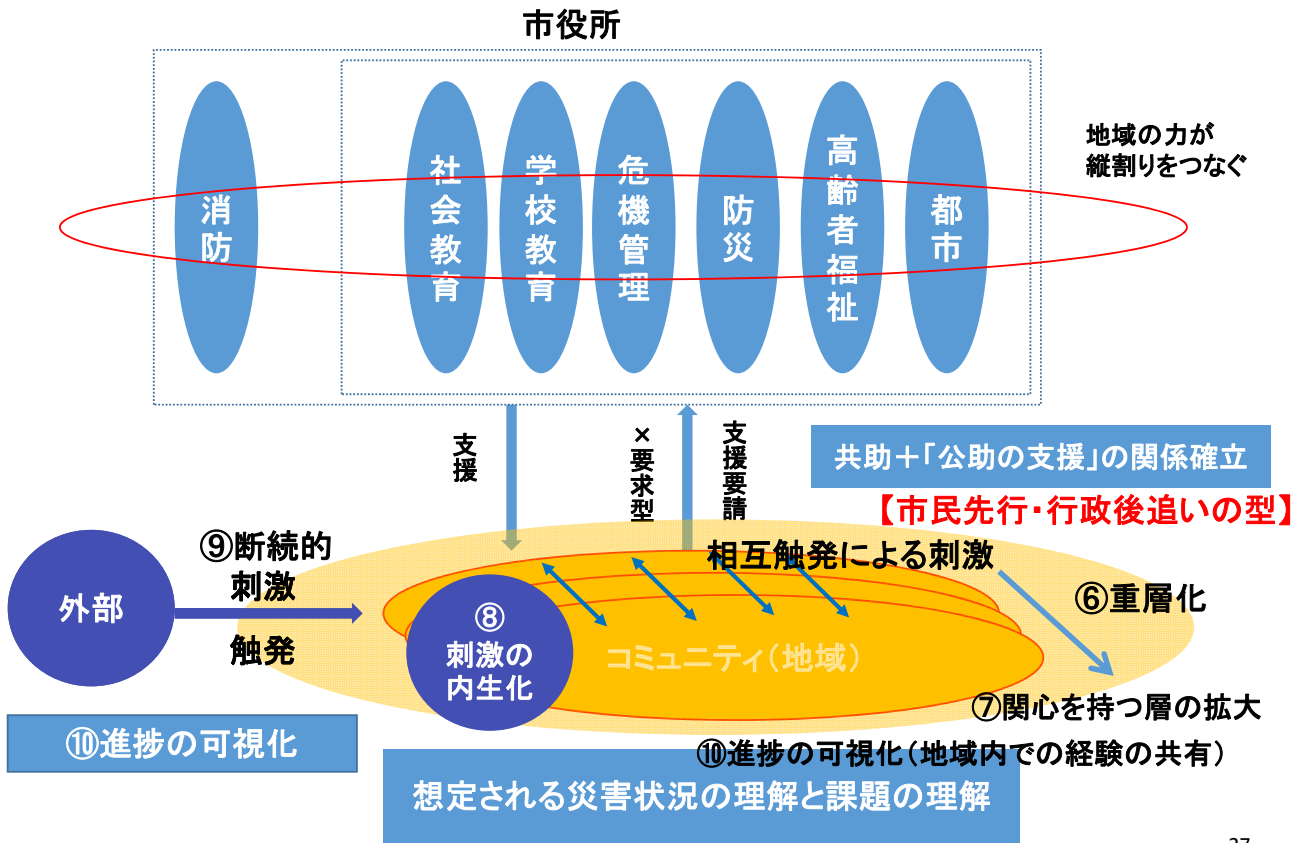 市役所
消防
社会教育
学校教育
危機管理
防災
高齢者福祉
都市
地域の力が
縦割りをつなぐ
支援
×要求型
支援要請
共助＋「公助の支援」の関係確立
【市民先行・行政後追いの型】
相互触発による刺激
⑨断続的
刺激
外部
触発
⑥重層化
⑧
刺激の
内生化
コミュニティ（地域）
⑦関心を持つ層の拡大
⑩進捗の可視化
⑩進捗の可視化（地域内での経験の共有）
想定される災害状況の理解と課題の理解